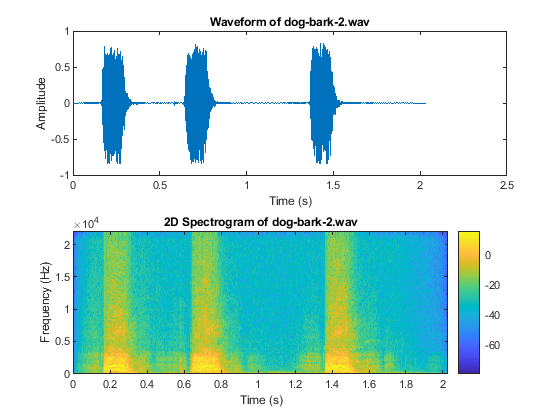 Waveform of dog-bark-2.wav
1
0.5
0
-0.5
-1
Amplitude
0 0.5 1 1.5 2 2.5
Time (s)
2D Spectrogram of dog-bark-2.wav
×10⁴
2
1.5
1
0.5
0
Frequency (Hz)
0 0.2 0.4 0.6 0.8 1 1.2 1.4 1.6 1.8 2
Time (s)
0
-20
-40
-60